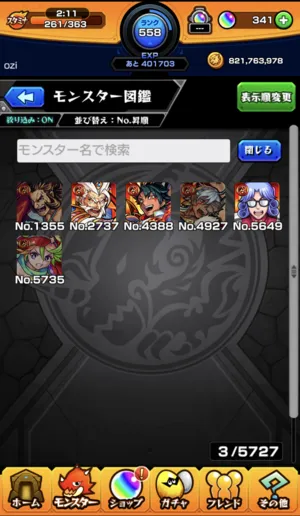 スタミナ 2:11 ランク 341
261/363 558
EXP
ozi あと 401703 821,763,978
モンスター図鑑 表示順変更
絞り込み:ON 並び替え:No.昇順
モンスター名で検索 閉じる
No.1355 No.2737 No.4388 No.4927 No.5649
No.5735
3/5727
ホーム モンスター ショップ ガチャ フレンド その他